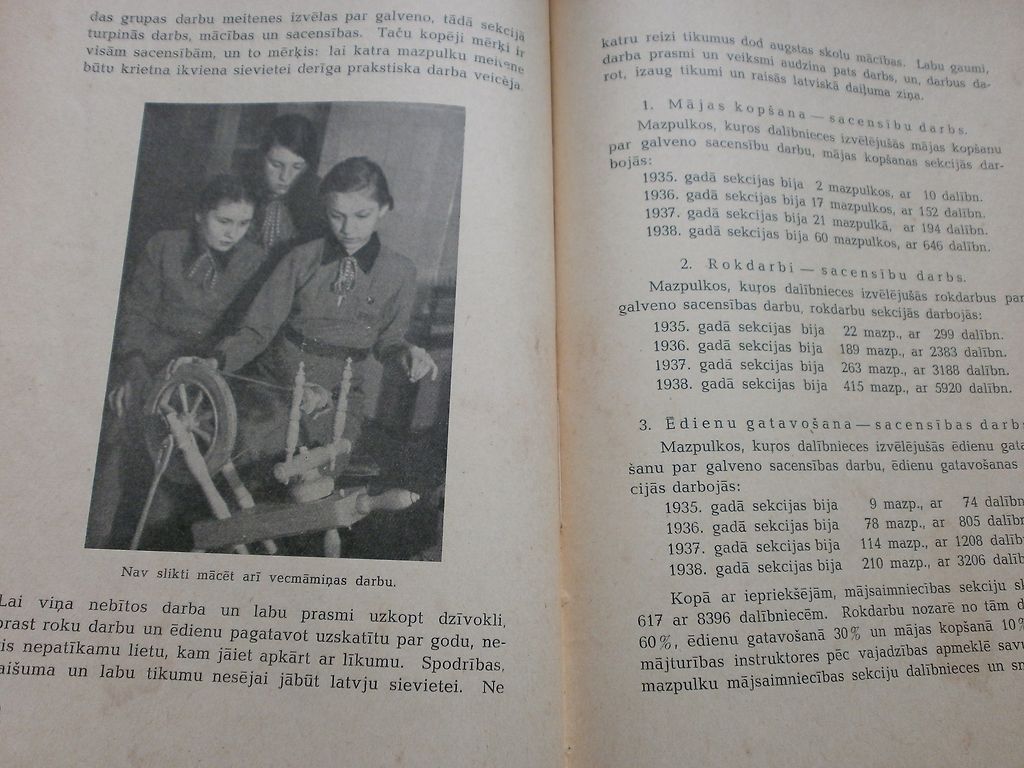 das grupas darbu meitenes izvēlas par galveno, tādā sekcijā
turpinās darbs, mācības un sacensības. Taču kopēji mērķi ir
visām sacensībām, un to mērķis: lai katra mazpulku meitene
būtu krietna ikvienai sievietei derīga prakstiska darba veicēja.
Nav slikti mācēt arī vecmāmiņas darbu.
Lai viņa nebītos darba un labu prasmi uzkopt dzīvokli,
prast roku darbu un ēdienu pagatavot uzskatītu par godu, ne-
is nepatīkamu lietu, kam jāiet apkārt ar līkumu. Spodrības,
aišuma un labu tikumu nesējai jābūt latvju sievietei. Ne
katru reizi tikumus dod augstas skolu mācības. Labu gaumi,
darba prasmi un veiksmi audzina pats darbs, un, darbus da-
rot, izaug tikumi un raisās latviskā daiļuma ziņa.
1. Mājas kopšana — sacensību darbs.
Mazpulkos, kuŗos dalībnieces izvēlējušās mājas kopšanu
par galveno sacensību darbu, mājas kopšanas sekcijās dar-
bojās:
1935. gadā sekcijas bija 2 mazpulkos, ar 10 dalībn.
1936. gadā sekcijas bija 17 mazpulkos, ar 152 dalībn.
1937. gadā sekcijas bija 21 mazpulkā, ar 194 dalībn.
1938. gadā sekcijas bija 60 mazpulkos, ar 646 dalībn.
2. Rokdarbi — sacensību darbs.
Mazpulkos, kuŗos dalībnieces izvēlējušās rokdarbus par
galveno sacensības darbu, rokdarbu sekcijās darbojās:
1935. gadā sekcijas bija 22 mazp., ar 299 dalībn.
1936. gadā sekcijas bija 189 mazp., ar 2383 dalībn.
1937. gadā sekcijas bija 263 mazp., ar 3188 dalībn.
1938. gadā sekcijas bija 415 mazp., ar 5920 dalībn.
3. Ēdienu gatavošana — sacensības darbs
Mazpulkos, kuŗos dalībnieces izvēlējušās ēdienu gata
šanu par galveno sacensības darbu, ēdienu gatavošanas
cijās darbojās:
1935. gadā sekcijas bija 9 mazp., ar 74 dalībn
1936. gadā sekcijas bija 78 mazp., ar 805 dalībn
1937. gadā sekcijas bija 114 mazp., ar 1208 dalībn
1938. gadā sekcijas bija 210 mazp., ar 3206 dalībn
Kopā ar iepriekšējām, mājsaimniecības sekciju
617 ar 8396 dalībniecēm. Rokdarbu nozarē no tām
60%, ēdienu gatavošanā 30% un mājas kopšanā 10%
mājturības instruktores pēc vajadzības apmeklē
mazpulku mājsaimniecības sekciju dalībnieces un